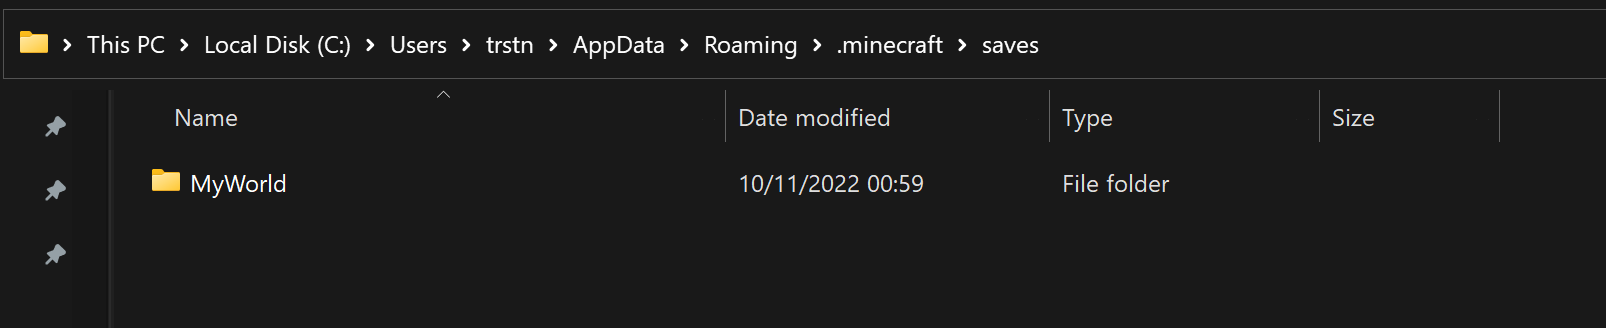 This PC > Local Disk (C:) > Users > trstn > AppData > Roaming > .minecraft > saves
Name Date modified Type Size
MyWorld 10/11/2022 00:59 File folder